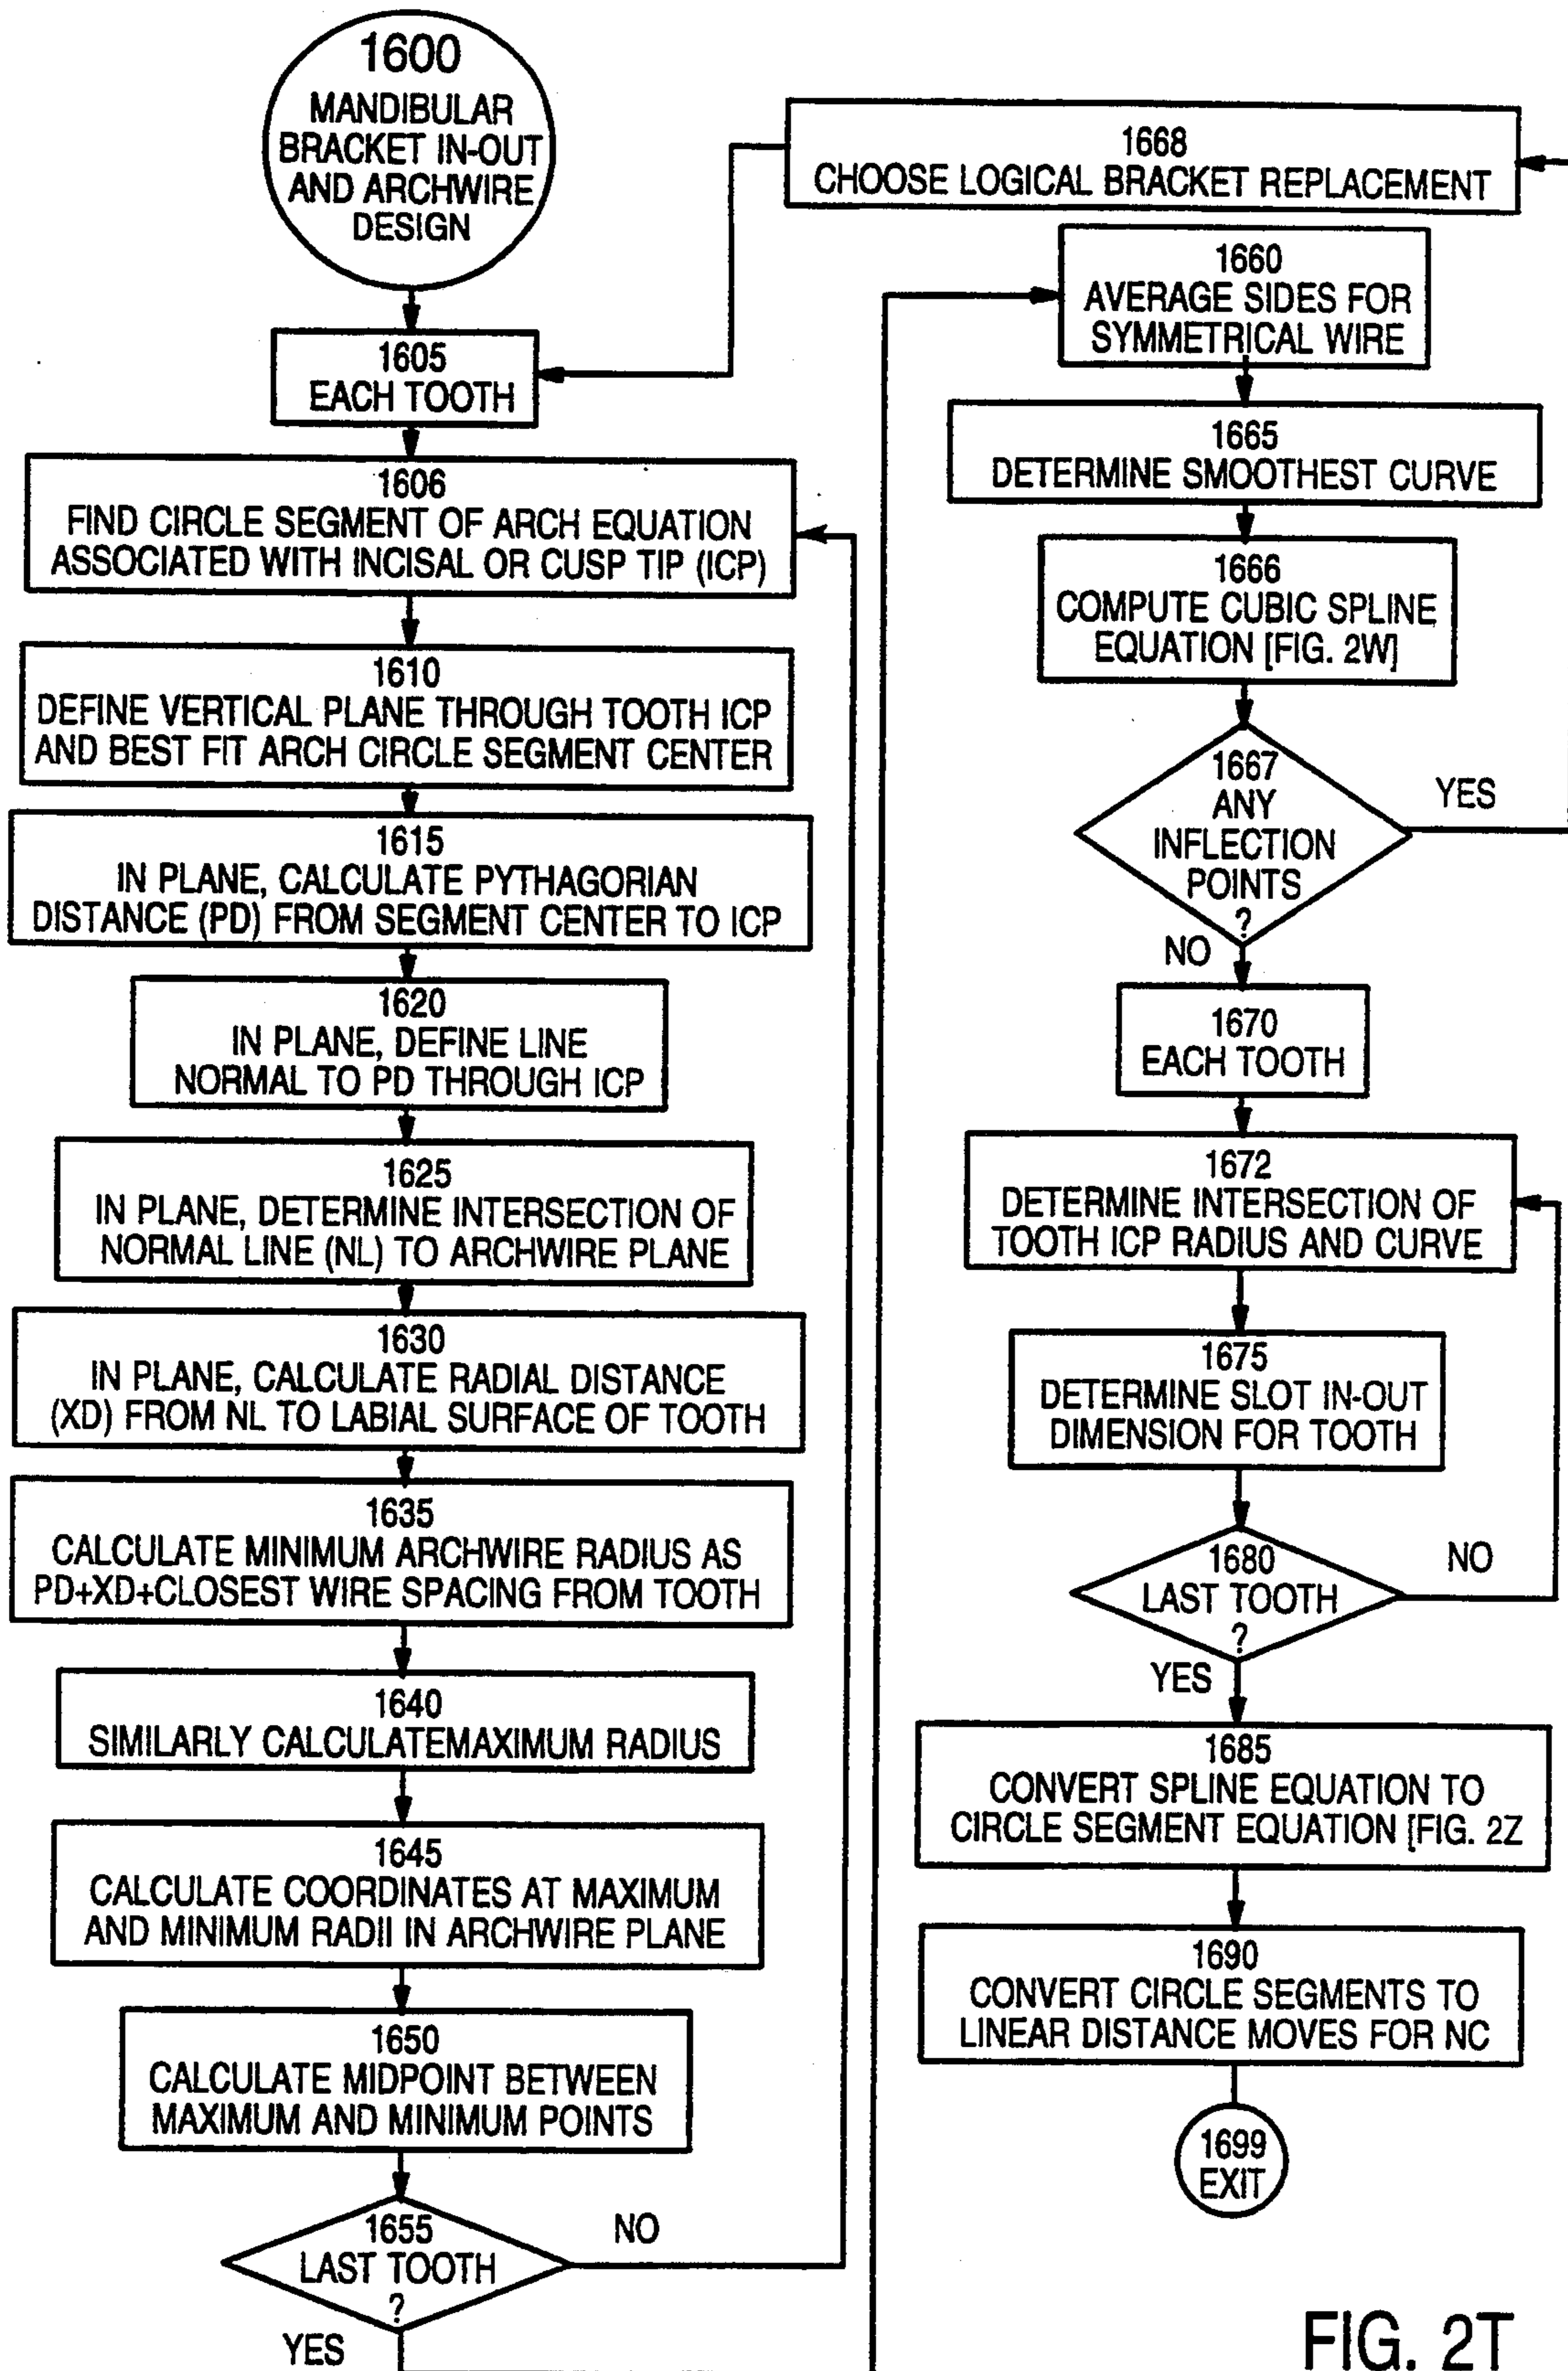 1600
MANDIBULAR
BRACKET IN-OUT
AND ARCHWIRE
DESIGN
1605
EACH TOOTH
1606
FIND CIRCLE SEGMENT OF ARCH EQUATION
ASSOCIATED WITH INCISAL OR CUSP TIP (ICP)
1610
DEFINE VERTICAL PLANE THROUGH TOOTH ICP
AND BEST FIT ARCH CIRCLE SEGMENT CENTER
1615
IN PLANE, CALCULATE PYTHAGORIAN
DISTANCE (PD) FROM SEGMENT CENTER TO ICP
1620
IN PLANE, DEFINE LINE
NORMAL TO PD THROUGH ICP
1625
IN PLANE, DETERMINE INTERSECTION OF
NORMAL LINE (NL) TO ARCHWIRE PLANE
1630
IN PLANE, CALCULATE RADIAL DISTANCE
(XD) FROM NL TO LABIAL SURFACE OF TOOTH
1635
CALCULATE MINIMUM ARCHWIRE RADIUS AS
PD+XD+CLOSEST WIRE SPACING FROM TOOTH
1640
SIMILARLY CALCULATEMAXIMUM RADIUS
1645
CALCULATE COORDINATES AT MAXIMUM
AND MINIMUM RADII IN ARCHWIRE PLANE
1650
CALCULATE MIDPOINT BETWEEN
MAXIMUM AND MINIMUM POINTS
1655
LAST TOOTH
?
NO
YES
1668
CHOOSE LOGICAL BRACKET REPLACEMENT
1660
AVERAGE SIDES FOR
SYMMETRICAL WIRE
1665
DETERMINE SMOOTHEST CURVE
1666
COMPUTE CUBIC SPLINE
EQUATION [FIG. 2W]
1667
ANY
INFLECTION
POINTS
?
YES
NO
1670
EACH TOOTH
1672
DETERMINE INTERSECTION OF
TOOTH ICP RADIUS AND CURVE
1675
DETERMINE SLOT IN-OUT
DIMENSION FOR TOOTH
1680
LAST TOOTH
?
NO
YES
1685
CONVERT SPLINE EQUATION TO
CIRCLE SEGMENT EQUATION [FIG. 2Z
1690
CONVERT CIRCLE SEGMENTS TO
LINEAR DISTANCE MOVES FOR NC
1699
EXIT
FIG. 2T